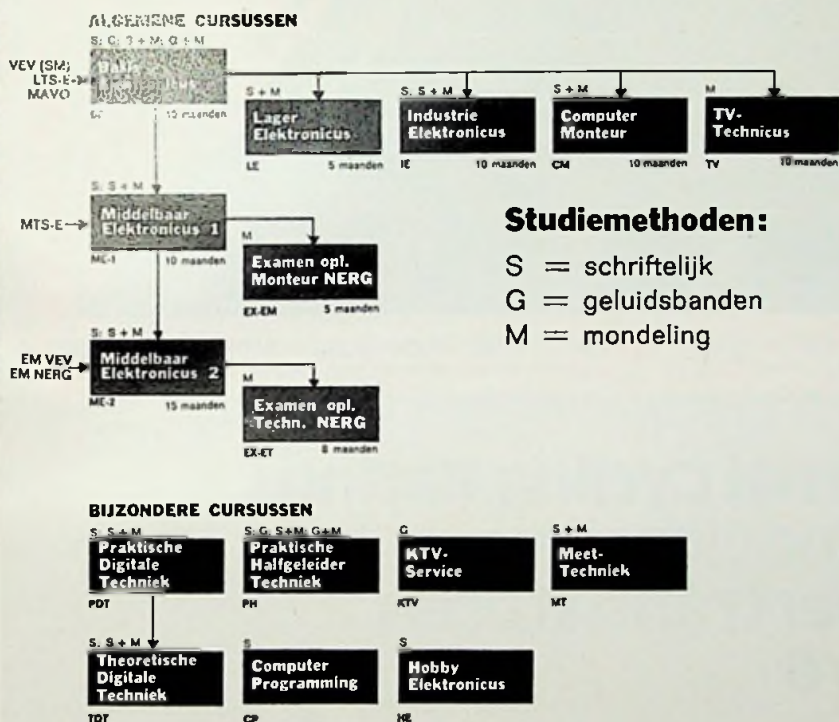 ALGEMENE CURSUSSEN
S; G; S + M; G + M
VEV (SM)
LTS-E
MAVO
Elektronicus
10 maanden
S + M
Lager
Elektronicus
LE 5 maanden
S. S + M
Industrie
Elektronicus
IE 10 maanden
S + M
Computer
Monteur
CM 10 maanden
M
TV-
Technicus
TV 10 maanden
S; S + M
MTS-E
Middelbaar
Elektronicus 1
ME-1 10 maanden
M
Examen opl.
Monteur NERG
EX-EM 5 maanden
Studiemethoden:
S = schriftelijk
G = geluidsbanden
M = mondeling
S; S + M
EM VEV
EM NERG
Middelbaar
Elektronicus 2
ME-2 15 maanden
M
Examen opl.
Techn. NERG
EX-ET 8 maanden
BIJZONDERE CURSUSSEN
S; S + M
Praktische
Digitale
Techniek
PDT
S; G; S+M; G+M
Praktische
Halfgeleider
Techniek
PH
G
KTV-
Service
KTV
S + M
Meet-
Techniek
MT
S. S + M
Theoretische
Digitale
Techniek
TDT
S
Computer
Programming
CP
S
Hobby
Elektronicus
HE